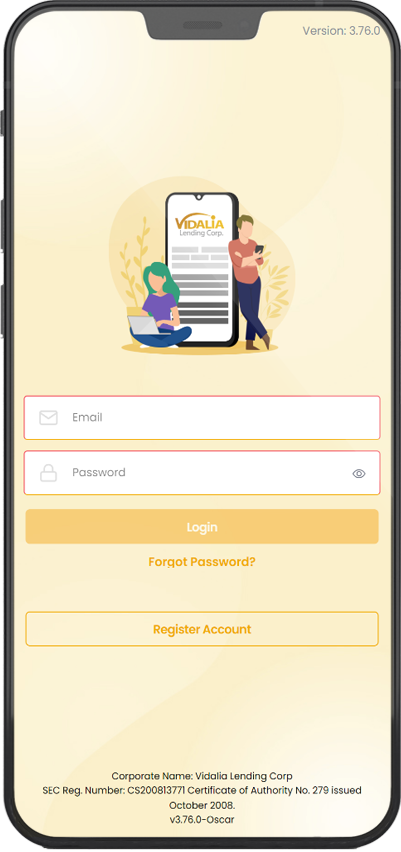 Version: 3.76.0
VIDALIA
Lending Corp.
Email
Password
Login
Forgot Password?
Register Account
Corporate Name: Vidalia Lending Corp
SEC Reg. Number: CS200813771 Certificate of Authority No. 279 issued
October 2008.
v3.76.0-Oscar